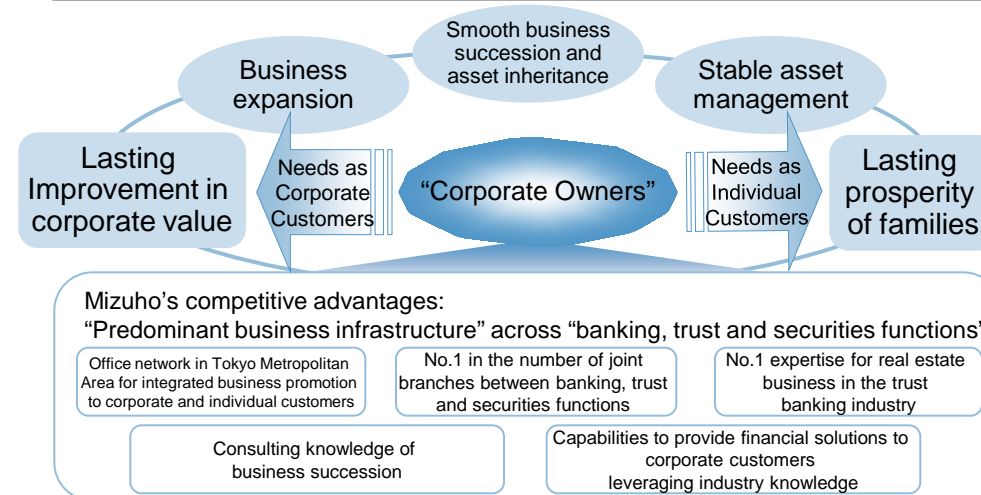 Smooth business
succession and
asset inheritance
Business
expansion
Stable asset
management
Lasting
Improvement in
corporate value
Needs as
Corporate
Customers
“Corporate Owners”
Needs as
Individual
Customers
Lasting
prosperity
of families
Mizuho’s competitive advantages:
“Predominant business infrastructure” across “banking, trust and securities functions”
Office network in Tokyo Metropolitan
Area for integrated business promotion
to corporate and individual customers
No.1 in the number of joint
branches between banking, trust
and securities functions
No.1 expertise for real estate
business in the trust
banking industry
Consulting knowledge of
business succession
Capabilities to provide financial solutions to
corporate customers
leveraging industry knowledge